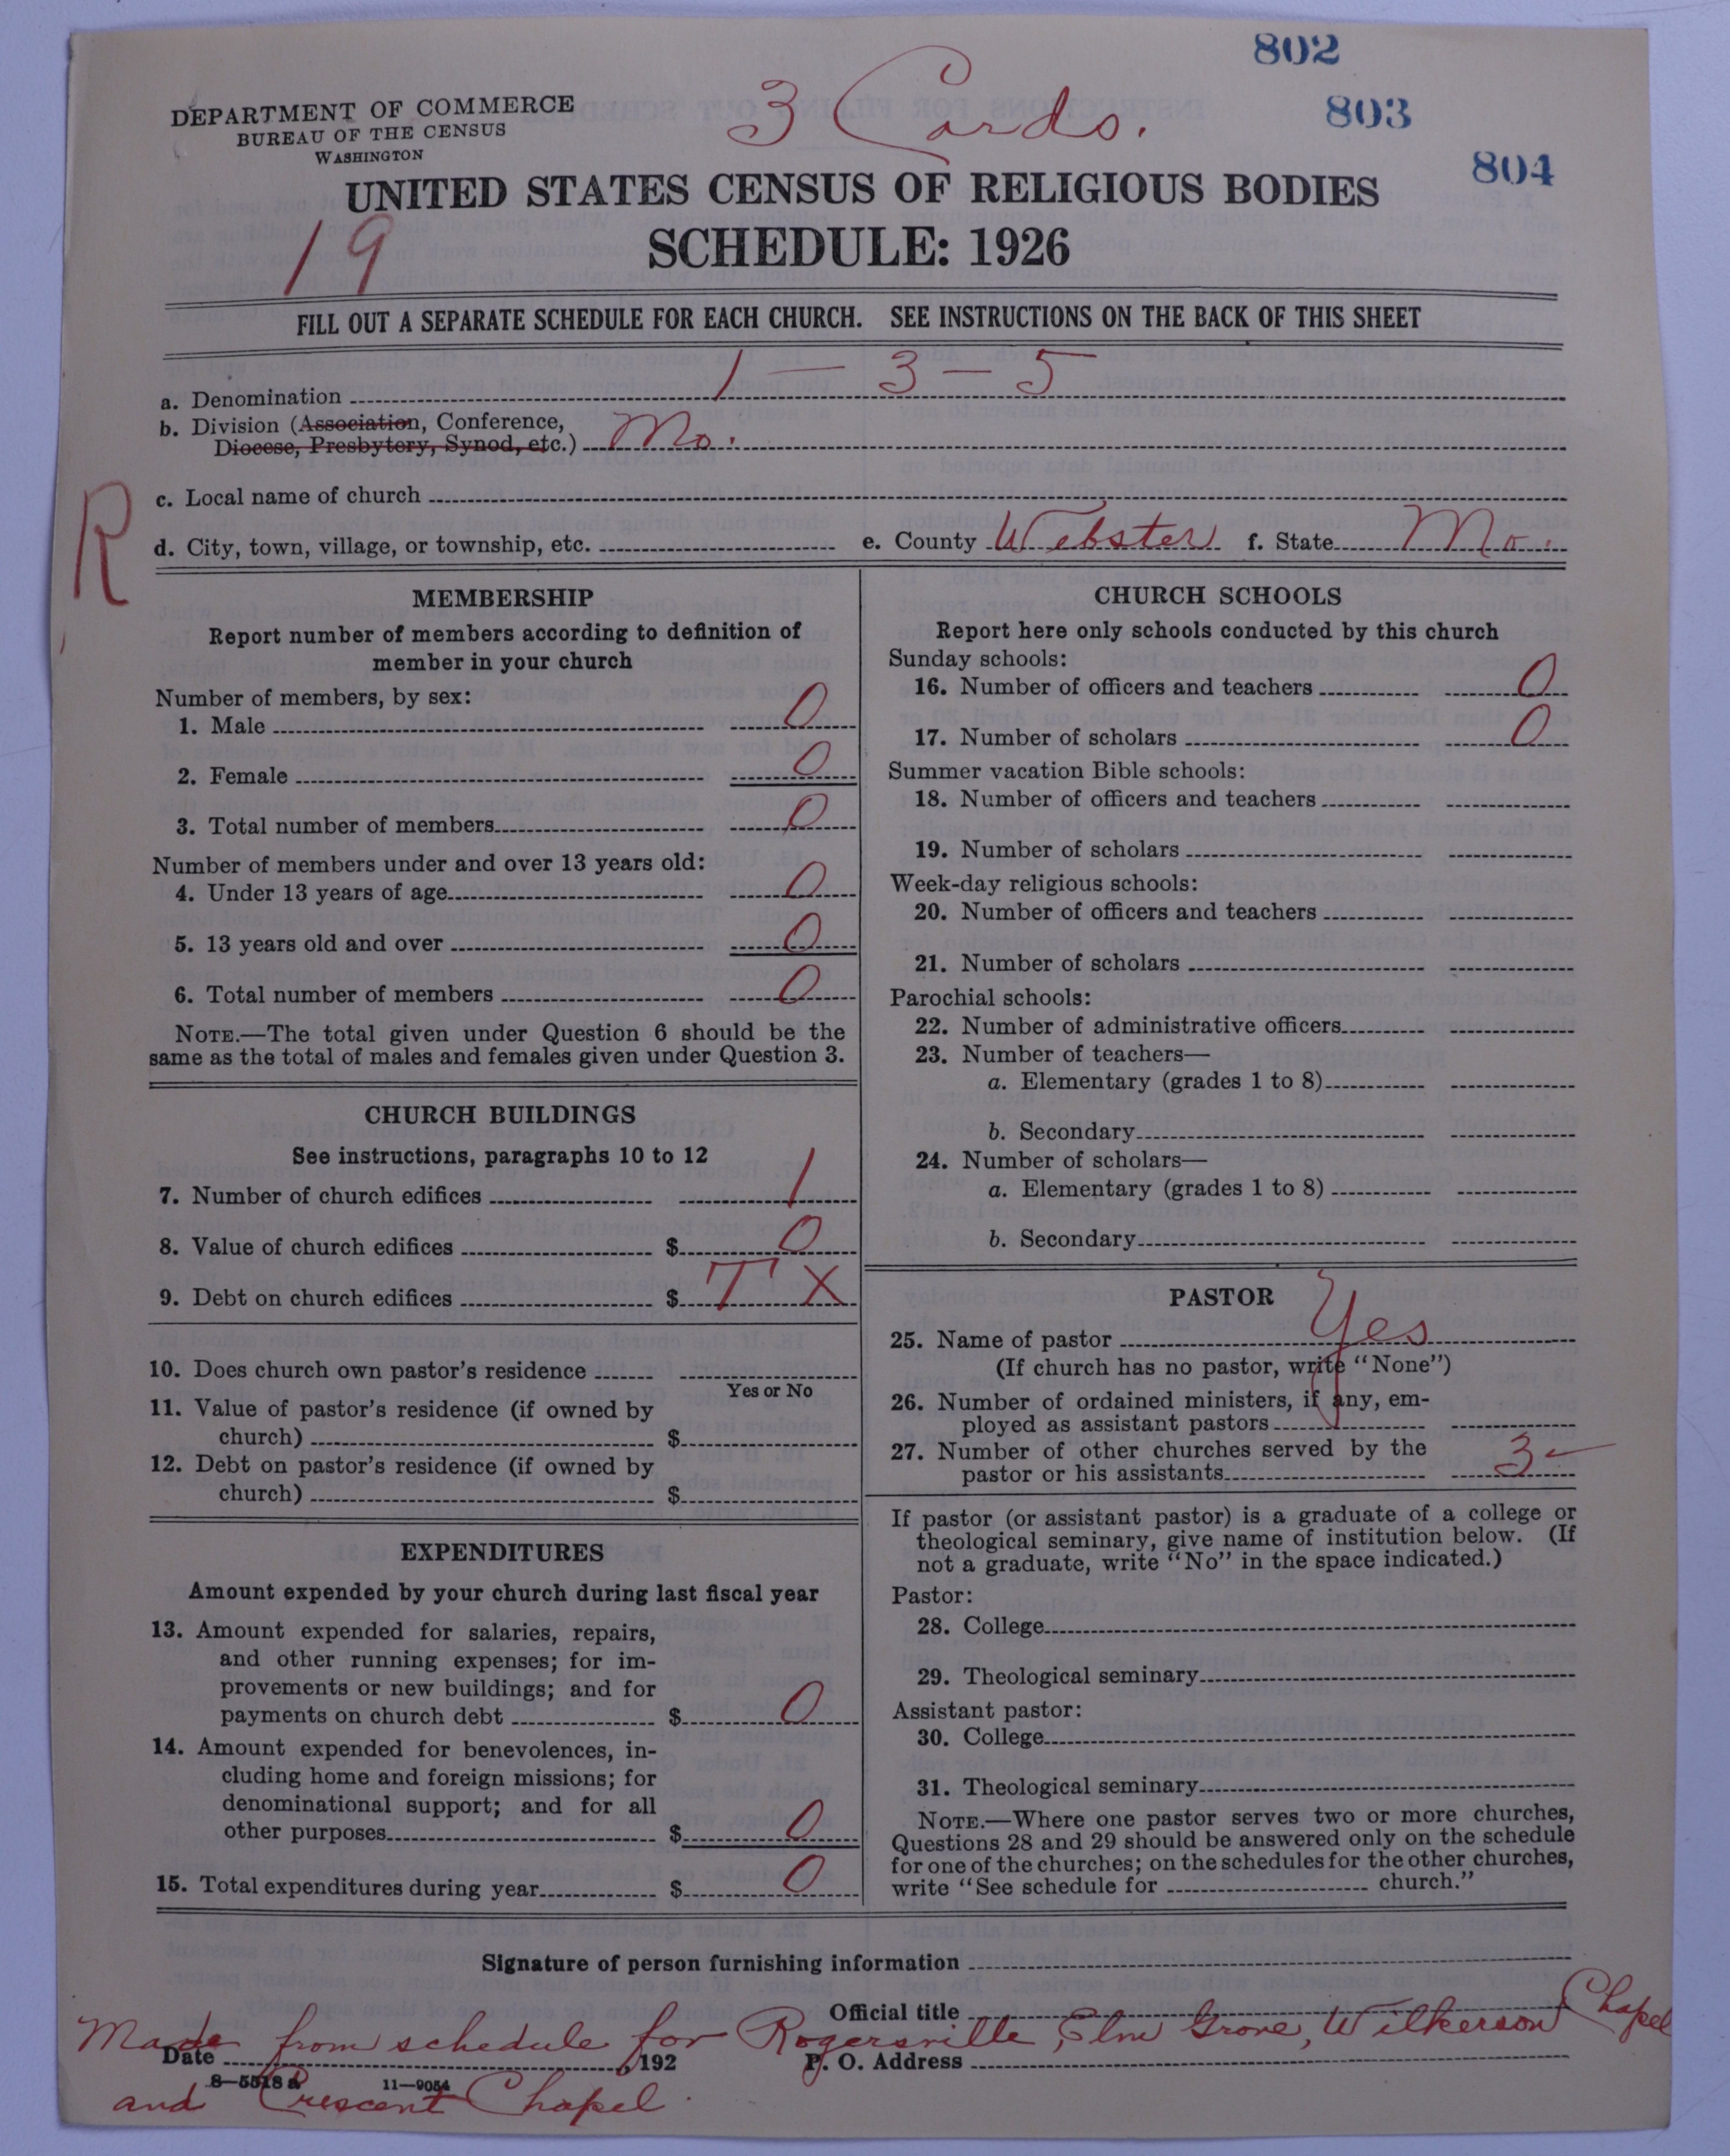 802
3 Cards.
803
DEPARTMENT OF COMMERCE
BUREAU OF THE CENSUS
WASHINGTON
804
UNITED STATES CENSUS OF RELIGIOUS BODIES
19
SCHEDULE: 1926
FILL OUT A SEPARATE SCHEDULE FOR EACH CHURCH. SEE INSTRUCTIONS ON THE BACK OF THIS SHEET
a. Denomination 1 – 3 – 5
b. Division (Association, Conference,
Diocese, Presbytery, Synod, etc.) Mo.
R
c. Local name of church
d. City, town, village, or township, etc. e. County Webster f. State Mo.
MEMBERSHIP
Report number of members according to definition of
member in your church
Number of members, by sex:
1. Male 0
2. Female 0
3. Total number of members 0
Number of members under and over 13 years old:
4. Under 13 years of age 0
5. 13 years old and over 0
6. Total number of members 0
NOTE.—The total given under Question 6 should be the
same as the total of males and females given under Question 3.
CHURCH BUILDINGS
See instructions, paragraphs 10 to 12
7. Number of church edifices 1
8. Value of church edifices $ 0
9. Debt on church edifices $ T X
10. Does church own pastor's residence
Yes or No
11. Value of pastor's residence (if owned by
church) $
12. Debt on pastor's residence (if owned by
church) $
EXPENDITURES
Amount expended by your church during last fiscal year
13. Amount expended for salaries, repairs,
and other running expenses; for im-
provements or new buildings; and for
payments on church debt $ 0
14. Amount expended for benevolences, in-
cluding home and foreign missions; for
denominational support; and for all
other purposes $ 0
15. Total expenditures during year $ 0
CHURCH SCHOOLS
Report here only schools conducted by this church
Sunday schools:
16. Number of officers and teachers 0
17. Number of scholars 0
Summer vacation Bible schools:
18. Number of officers and teachers
19. Number of scholars
Week-day religious schools:
20. Number of officers and teachers
21. Number of scholars
Parochial schools:
22. Number of administrative officers
23. Number of teachers—
a. Elementary (grades 1 to 8)
b. Secondary
24. Number of scholars—
a. Elementary (grades 1 to 8)
b. Secondary
PASTOR
25. Name of pastor Yes
(If church has no pastor, write "None")
26. Number of ordained ministers, if any, em-
ployed as assistant pastors
27. Number of other churches served by the
pastor or his assistants 3
If pastor (or assistant pastor) is a graduate of a college or
theological seminary, give name of institution below. (If
not a graduate, write "No" in the space indicated.)
Pastor:
28. College
29. Theological seminary
Assistant pastor:
30. College
31. Theological seminary
NOTE.—Where one pastor serves two or more churches,
Questions 28 and 29 should be answered only on the schedule
for one of the churches; on the schedules for the other churches,
write "See schedule for church."
Signature of person furnishing information
Official title
Made from schedule for Rogersville, Elm Grove, Wilkerson Chapel
Date , 192 P. O. Address
8—5518a 11—9054
and Crescent Chapel.